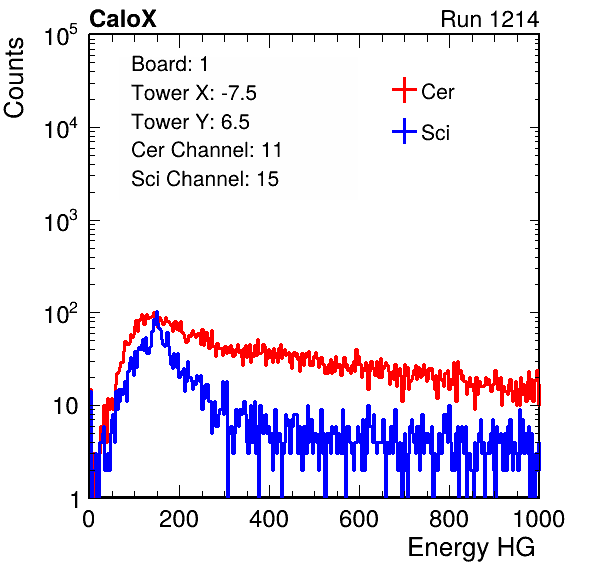 CaloX Run 1214
Counts
10^5
10^4
10^3
10^2
10
1
Board: 1
Tower X: -7.5
Tower Y: 6.5
Cer Channel: 11
Sci Channel: 15
Cer
Sci
0 200 400 600 800 1000
Energy HG